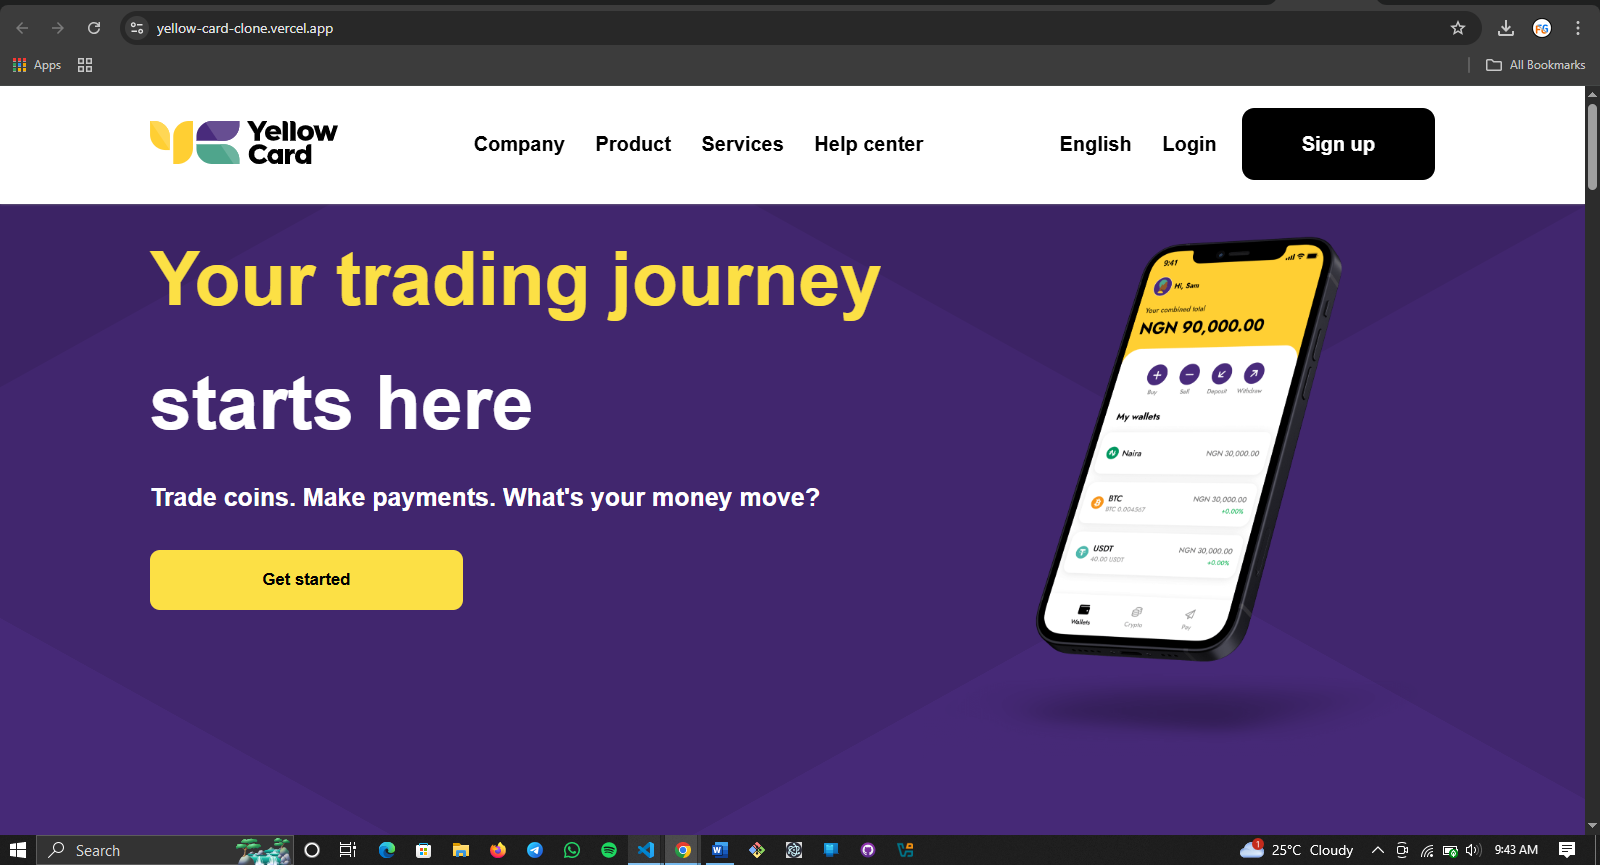 yellow-card-clone.vercel.app
Apps
All Bookmarks
Yellow
Card
Company
Product
Services
Help center
English
Login
Sign up
Your trading journey
starts here
Trade coins. Make payments. What's your money move?
Get started
9:41
Hi, Sam
Your combined total
NGN 90,000.00
Buy
Sell
Deposit
Withdraw
My wallets
Naira
NGN 30,000.00
BTC
NGN 30,000.00
BTC 0.004567
+0.00%
USDT
NGN 30,000.00
40.00 USDT
+0.00%
Wallets
Crypto
Pay
Search
1
25°C Cloudy
9:43 AM